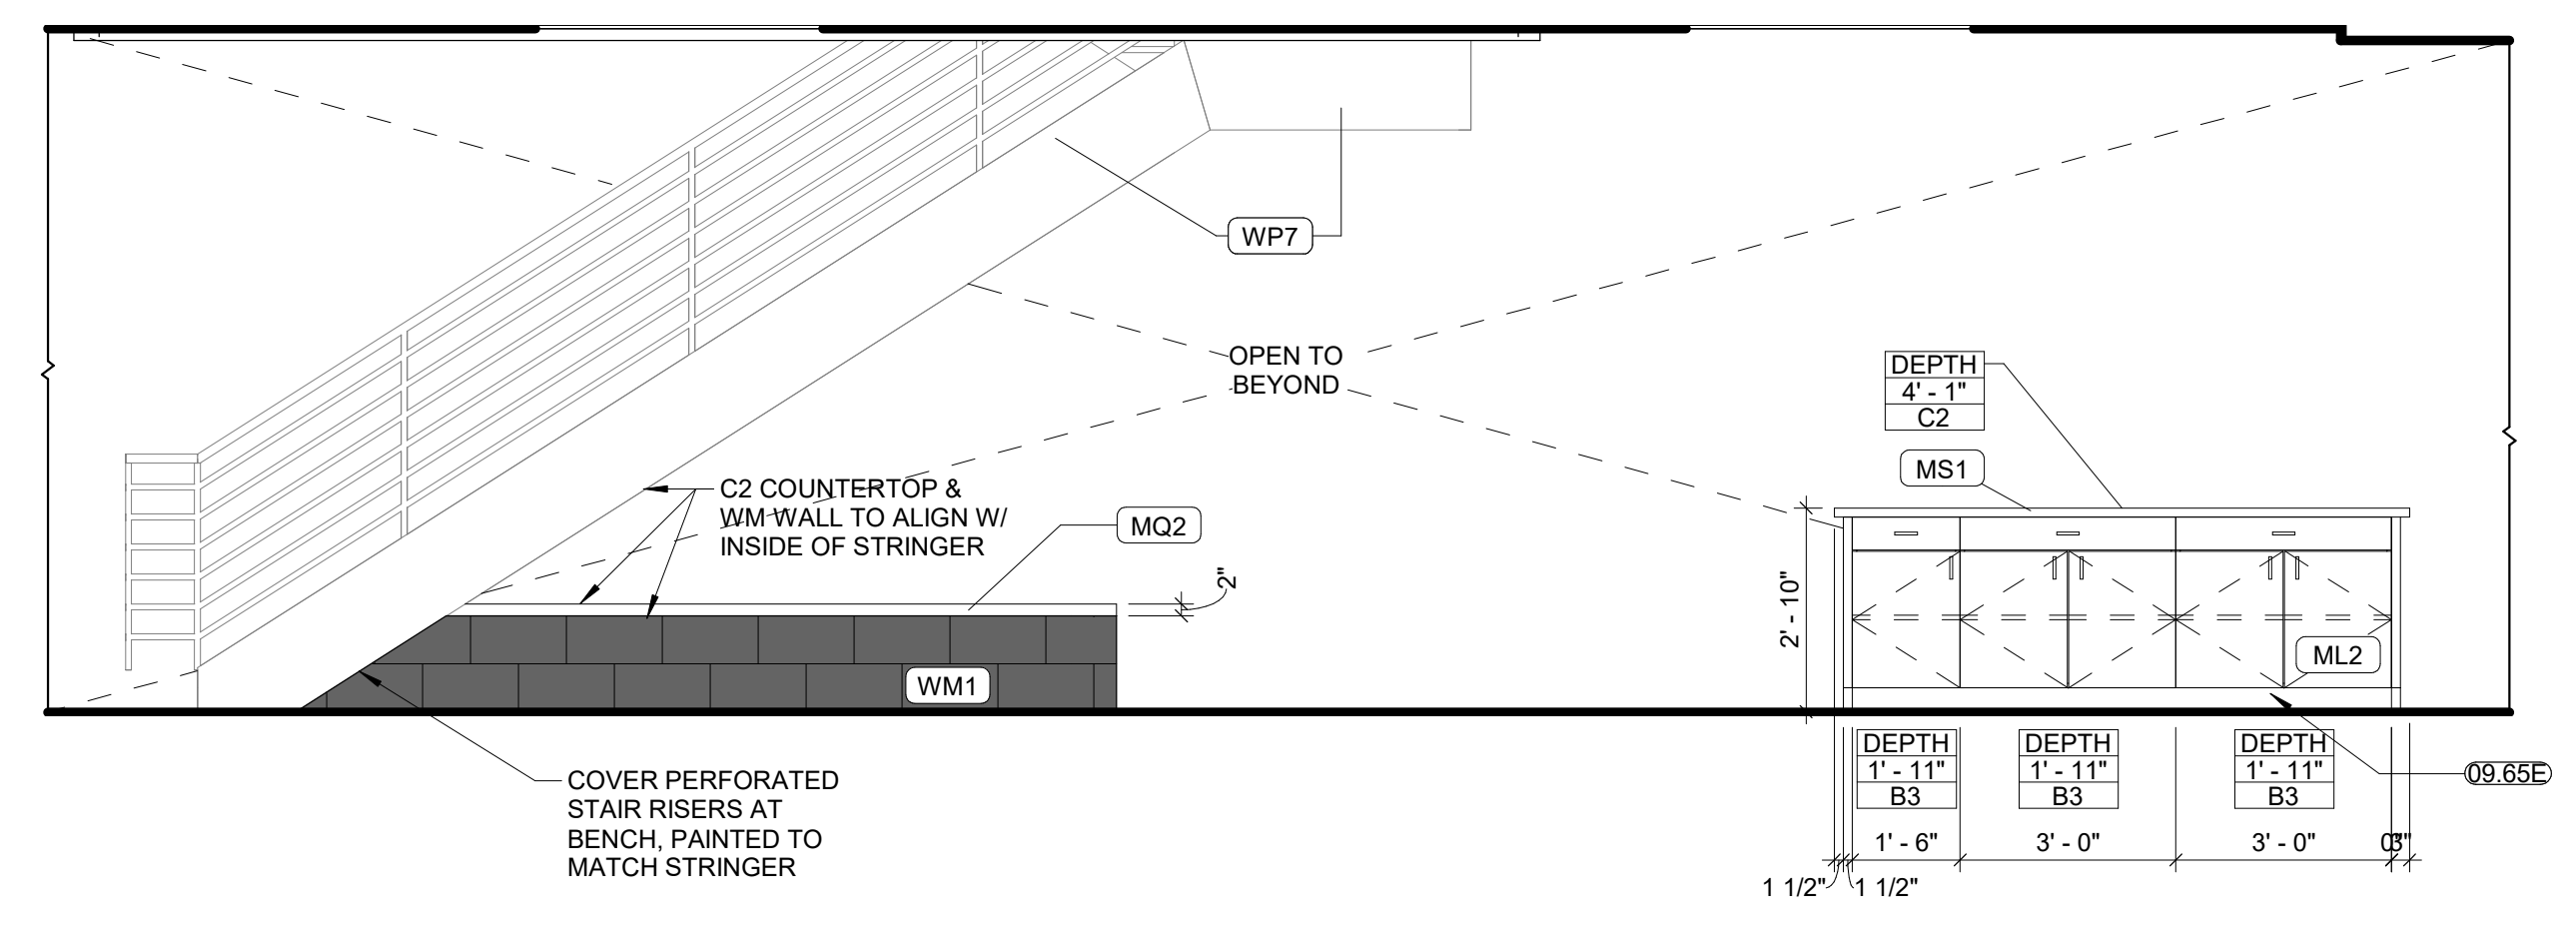 WP7
OPEN TO
BEYOND
DEPTH
4' - 1"
C2
MS1
C2 COUNTERTOP &
WM WALL TO ALIGN W/
INSIDE OF STRINGER
MQ2
2"
2' - 10"
ML2
WM1
DEPTH
1' - 11"
B3
DEPTH
1' - 11"
B3
DEPTH
1' - 11"
B3
09.65E
COVER PERFORATED
STAIR RISERS AT
BENCH, PAINTED TO
MATCH STRINGER
1' - 6"
3' - 0"
3' - 0"
1 1/2"
1 1/2"